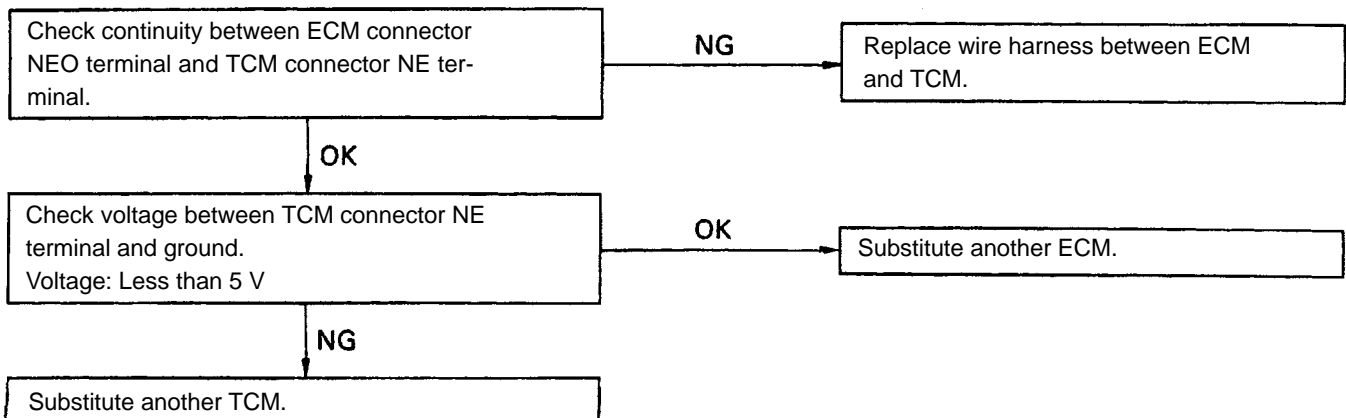 Check continuity between ECM connector
NEO terminal and TCM connector NE ter-
minal.
NG
Replace wire harness between ECM
and TCM.
OK
Check voltage between TCM connector NE
terminal and ground.
Voltage: Less than 5 V
OK
Substitute another ECM.
NG
Substitute another TCM.